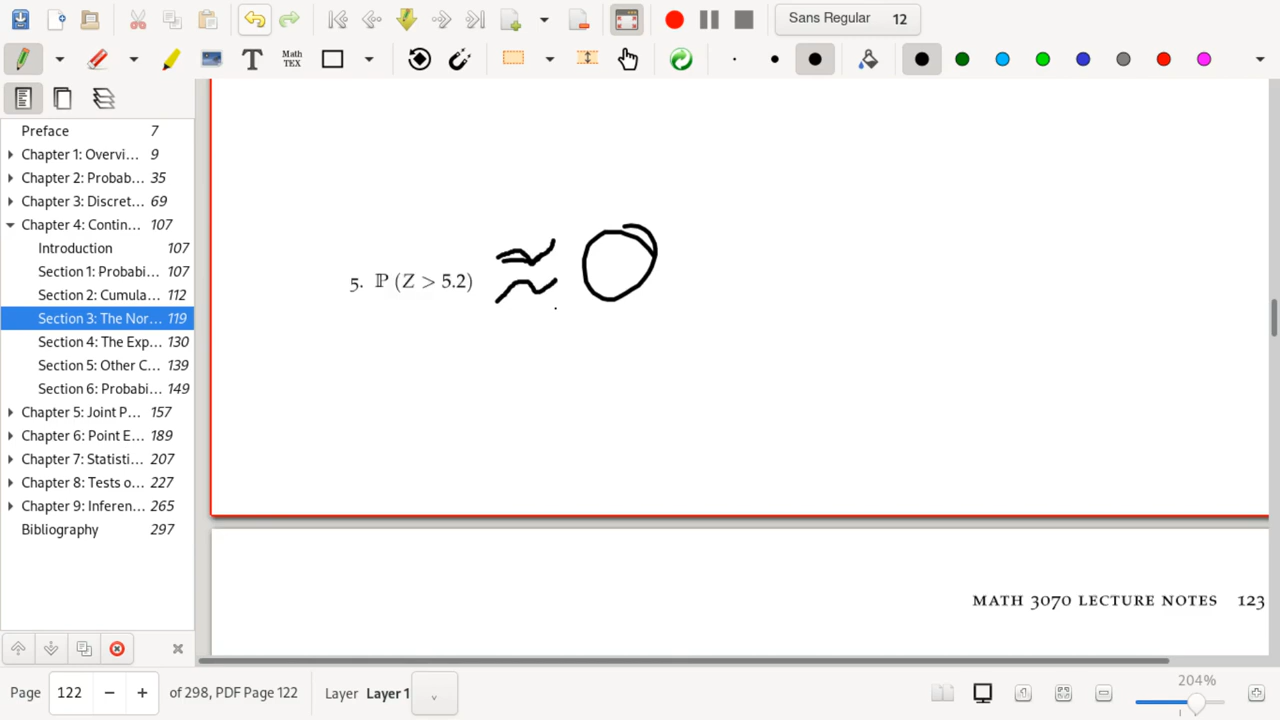 Sans Regular 12
T Math TEX
Preface 7
Chapter 1: Overvi... 9
Chapter 2: Probab... 35
Chapter 3: Discret... 69
Chapter 4: Contin... 107
Introduction 107
Section 1: Probabi... 107
Section 2: Cumula... 112
Section 3: The Nor... 119
Section 4: The Exp... 130
Section 5: Other C... 139
Section 6: Probabi... 149
Chapter 5: Joint P... 157
Chapter 6: Point E... 189
Chapter 7: Statisti... 207
Chapter 8: Tests o... 227
Chapter 9: Inferen... 265
Bibliography 297
5. ℙ (Z > 5.2) ≈ 0
MATH 3070 LECTURE NOTES 123
Page 122 of 298, PDF Page 122 Layer Layer 1 204%